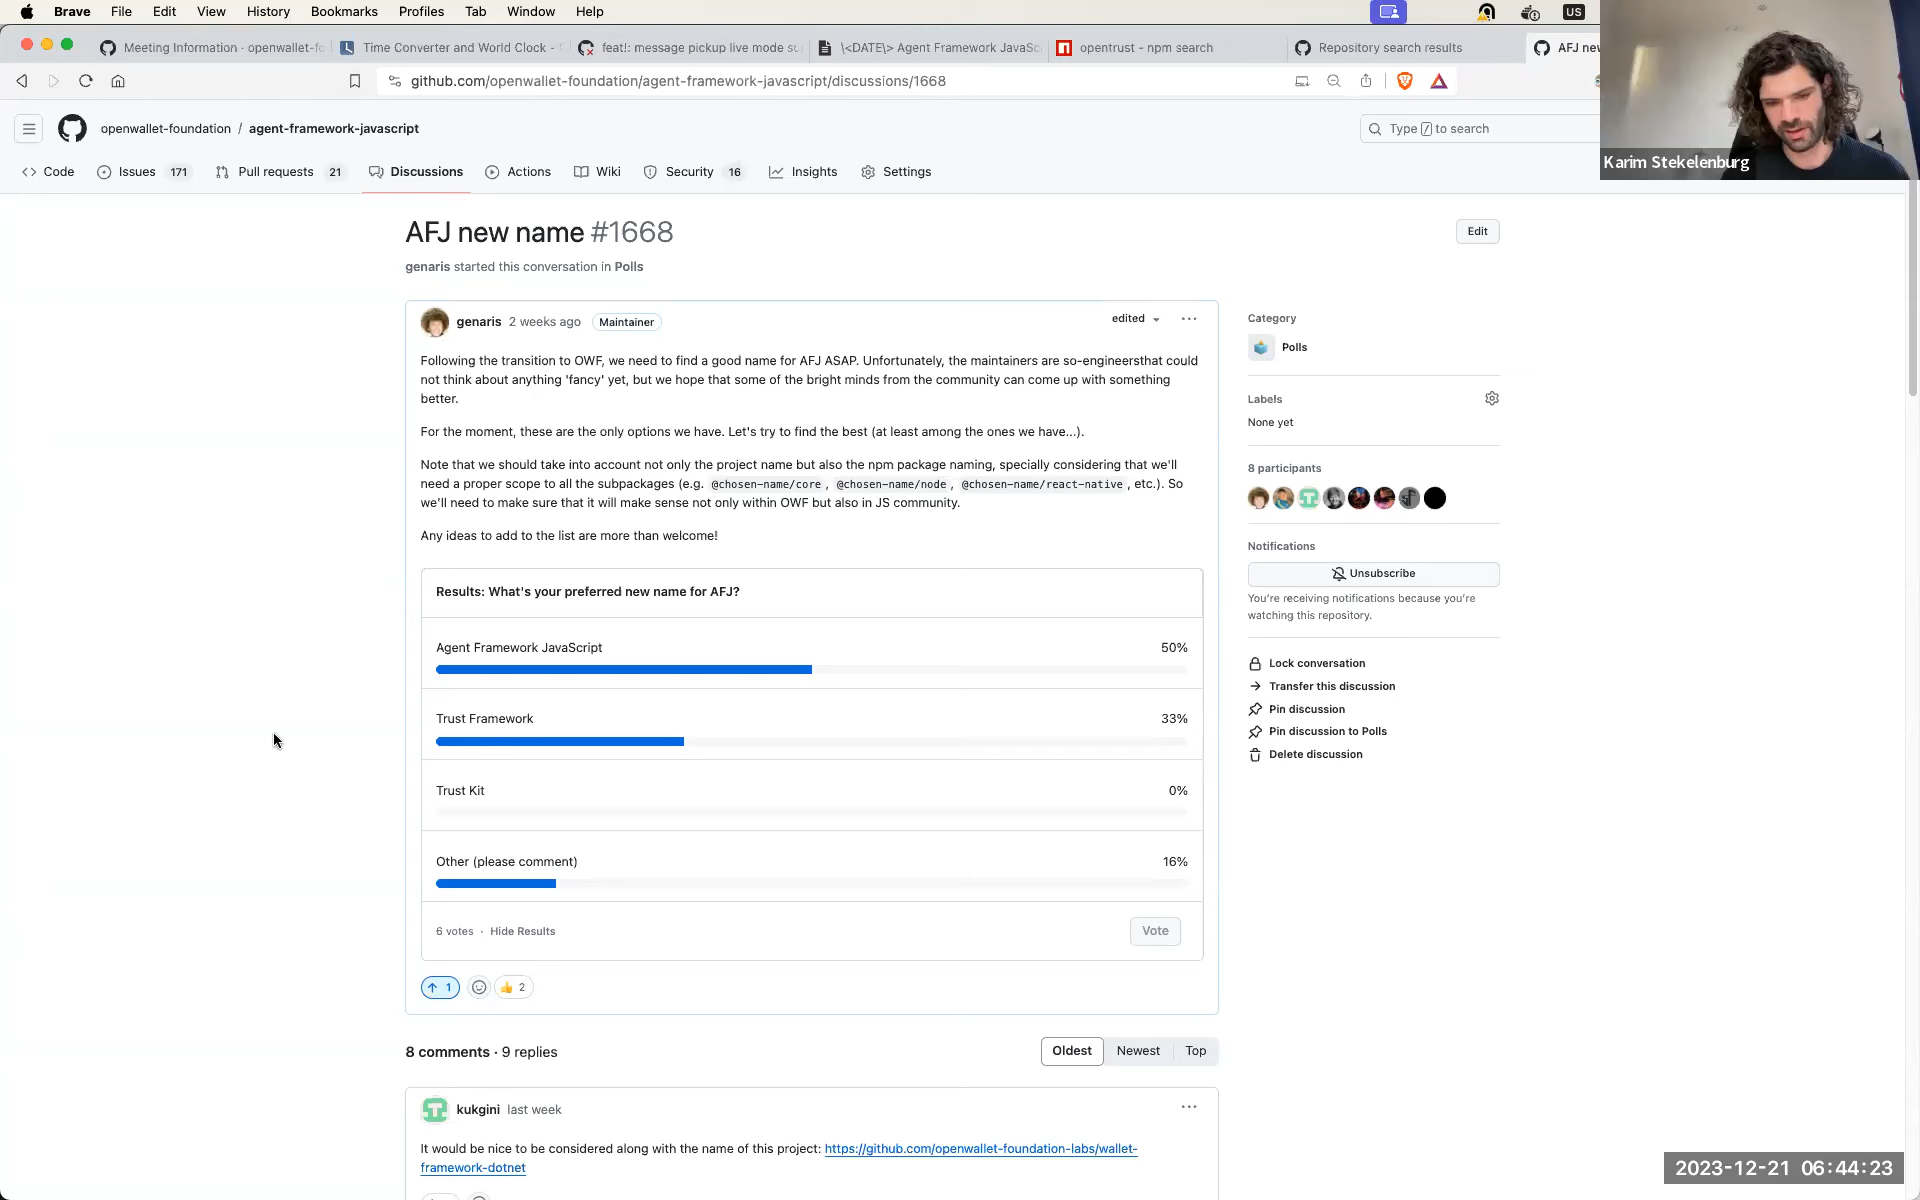 Brave File Edit View History Bookmarks Profiles Tab Window Help US
Meeting Information · openwallet-fo Time Converter and World Clock - feat!: message pickup live mode su \<DATE\> Agent Framework JavaSc opentrust - npm search Repository search results AFJ new
github.com/openwallet-foundation/agent-framework-javascript/discussions/1668
openwallet-foundation / agent-framework-javascript
Type / to search
Karim Stekelenburg
Code Issues 171 Pull requests 21 Discussions Actions Wiki Security 16 Insights Settings
AFJ new name #1668
Edit
genaris started this conversation in Polls
genaris 2 weeks ago Maintainer
edited
Following the transition to OWF, we need to find a good name for AFJ ASAP. Unfortunately, the maintainers are so-engineersthat could
not think about anything 'fancy' yet, but we hope that some of the bright minds from the community can come up with something
better.
For the moment, these are the only options we have. Let's try to find the best (at least among the ones we have...).
Note that we should take into account not only the project name but also the npm package naming, specially considering that we'll
need a proper scope to all the subpackages (e.g. @chosen-name/core , @chosen-name/node , @chosen-name/react-native , etc.). So
we'll need to make sure that it will make sense not only within OWF but also in JS community.
Any ideas to add to the list are more than welcome!
Results: What's your preferred new name for AFJ?
Agent Framework JavaScript 50%
Trust Framework 33%
Trust Kit 0%
Other (please comment) 16%
6 votes · Hide Results
Vote
1 2
8 comments · 9 replies
Oldest Newest Top
kukgini last week
It would be nice to be considered along with the name of this project: https://github.com/openwallet-foundation-labs/wallet-
framework-dotnet
Category
Polls
Labels
None yet
8 participants
Notifications
Unsubscribe
You're receiving notifications because you're
watching this repository.
Lock conversation
Transfer this discussion
Pin discussion
Pin discussion to Polls
Delete discussion
2023-12-21 06:44:23